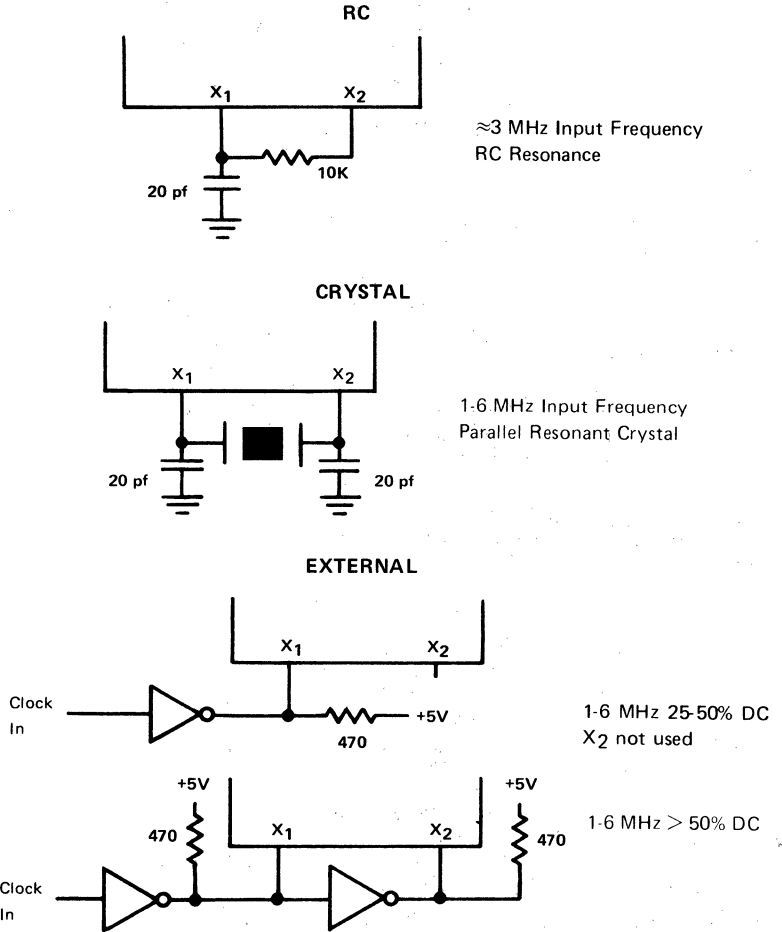 RC
X1
X2
≈3 MHz Input Frequency
RC Resonance
10K
20 pf
CRYSTAL
X1
X2
1-6 MHz Input Frequency
Parallel Resonant Crystal
20 pf
20 pf
EXTERNAL
X1
X2
Clock
In
+5V
470
1-6 MHz 25-50% DC
X2 not used
+5V
+5V
470
X1
X2
470
1-6 MHz > 50% DC
Clock
In